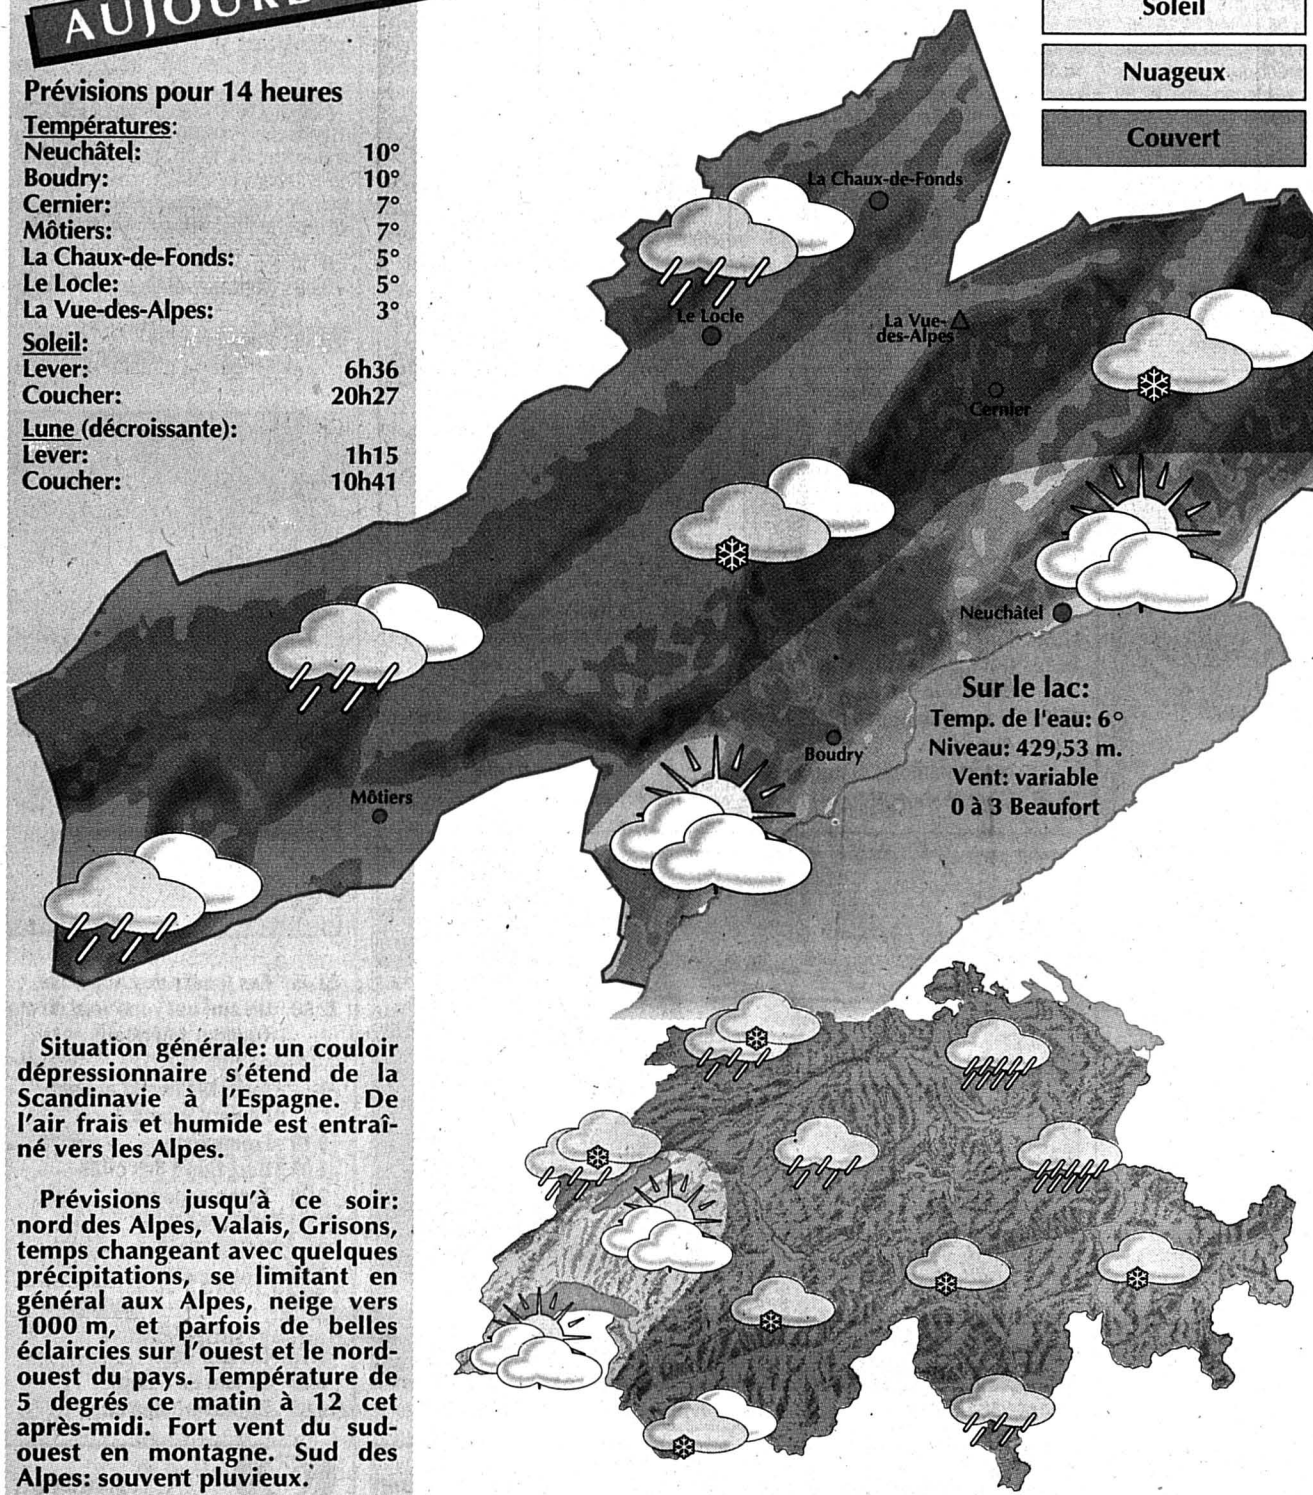 Prévisions pour 14 heures
Températures:
Neuchâtel: 10°
Boudry: 10°
Cernier: 7°
Môtiers: 7°
La Chaux-de-Fonds: 5°
Le Locle: 5°
La Vue-des-Alpes: 3°
Soleil:
Lever: 6h36
Coucher: 20h27
Lune (décroissante):
Lever: 1h15
Coucher: 10h41
Soleil
Nuageux
Couvert
La Chaux-de-Fonds
Le Locle
La Vue-
des-Alpes
Cernier
Neuchâtel
Boudry
Môtiers
Sur le lac:
Temp. de l'eau: 6°
Niveau: 429,53 m.
Vent: variable
0 à 3 Beaufort
Situation générale: un couloir
dépressionnaire s'étend de la
Scandinavie à l'Espagne. De
l'air frais et humide est entraî-
né vers les Alpes.
Prévisions jusqu'à ce soir:
nord des Alpes, Valais, Grisons,
temps changeant avec quelques
précipitations, se limitant en
général aux Alpes, neige vers
1000 m, et parfois de belles
éclaircies sur l'ouest et le nord-
ouest du pays. Température de
5 degrés ce matin à 12 cet
après-midi. Fort vent du sud-
ouest en montagne. Sud des
Alpes: souvent pluvieux.